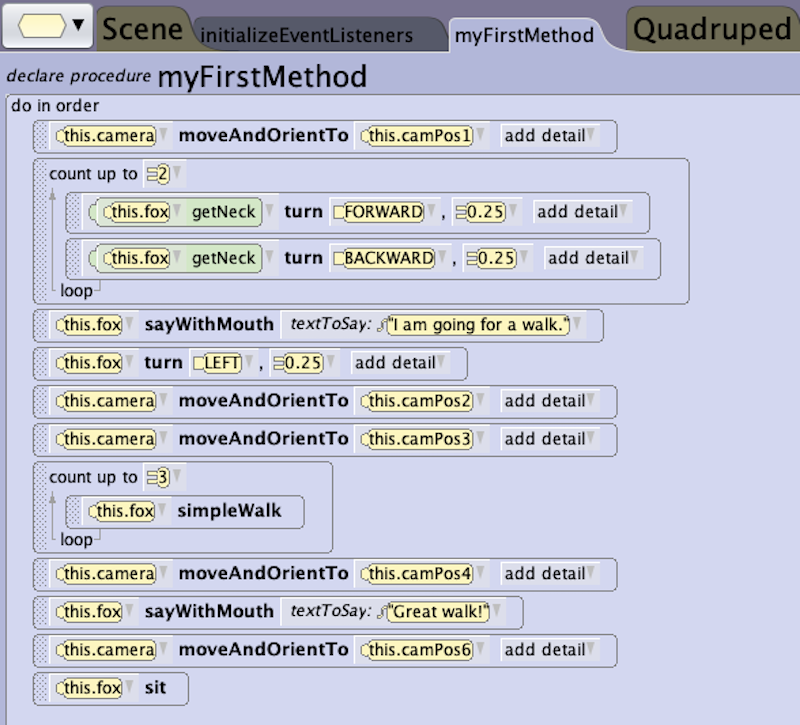 Scene initializeEventListeners myFirstMethod Quadruped
declare procedure myFirstMethod
do in order
this.camera moveAndOrientTo this.camPos1 add detail
count up to 2
this.fox getNeck turn FORWARD , 0.25 add detail
this.fox getNeck turn BACKWARD , 0.25 add detail
loop
this.fox sayWithMouth textToSay: "I am going for a walk."
this.fox turn LEFT , 0.25 add detail
this.camera moveAndOrientTo this.camPos2 add detail
this.camera moveAndOrientTo this.camPos3 add detail
count up to 3
this.fox simpleWalk
loop
this.camera moveAndOrientTo this.camPos4 add detail
this.fox sayWithMouth textToSay: "Great walk!"
this.camera moveAndOrientTo this.camPos6 add detail
this.fox sit